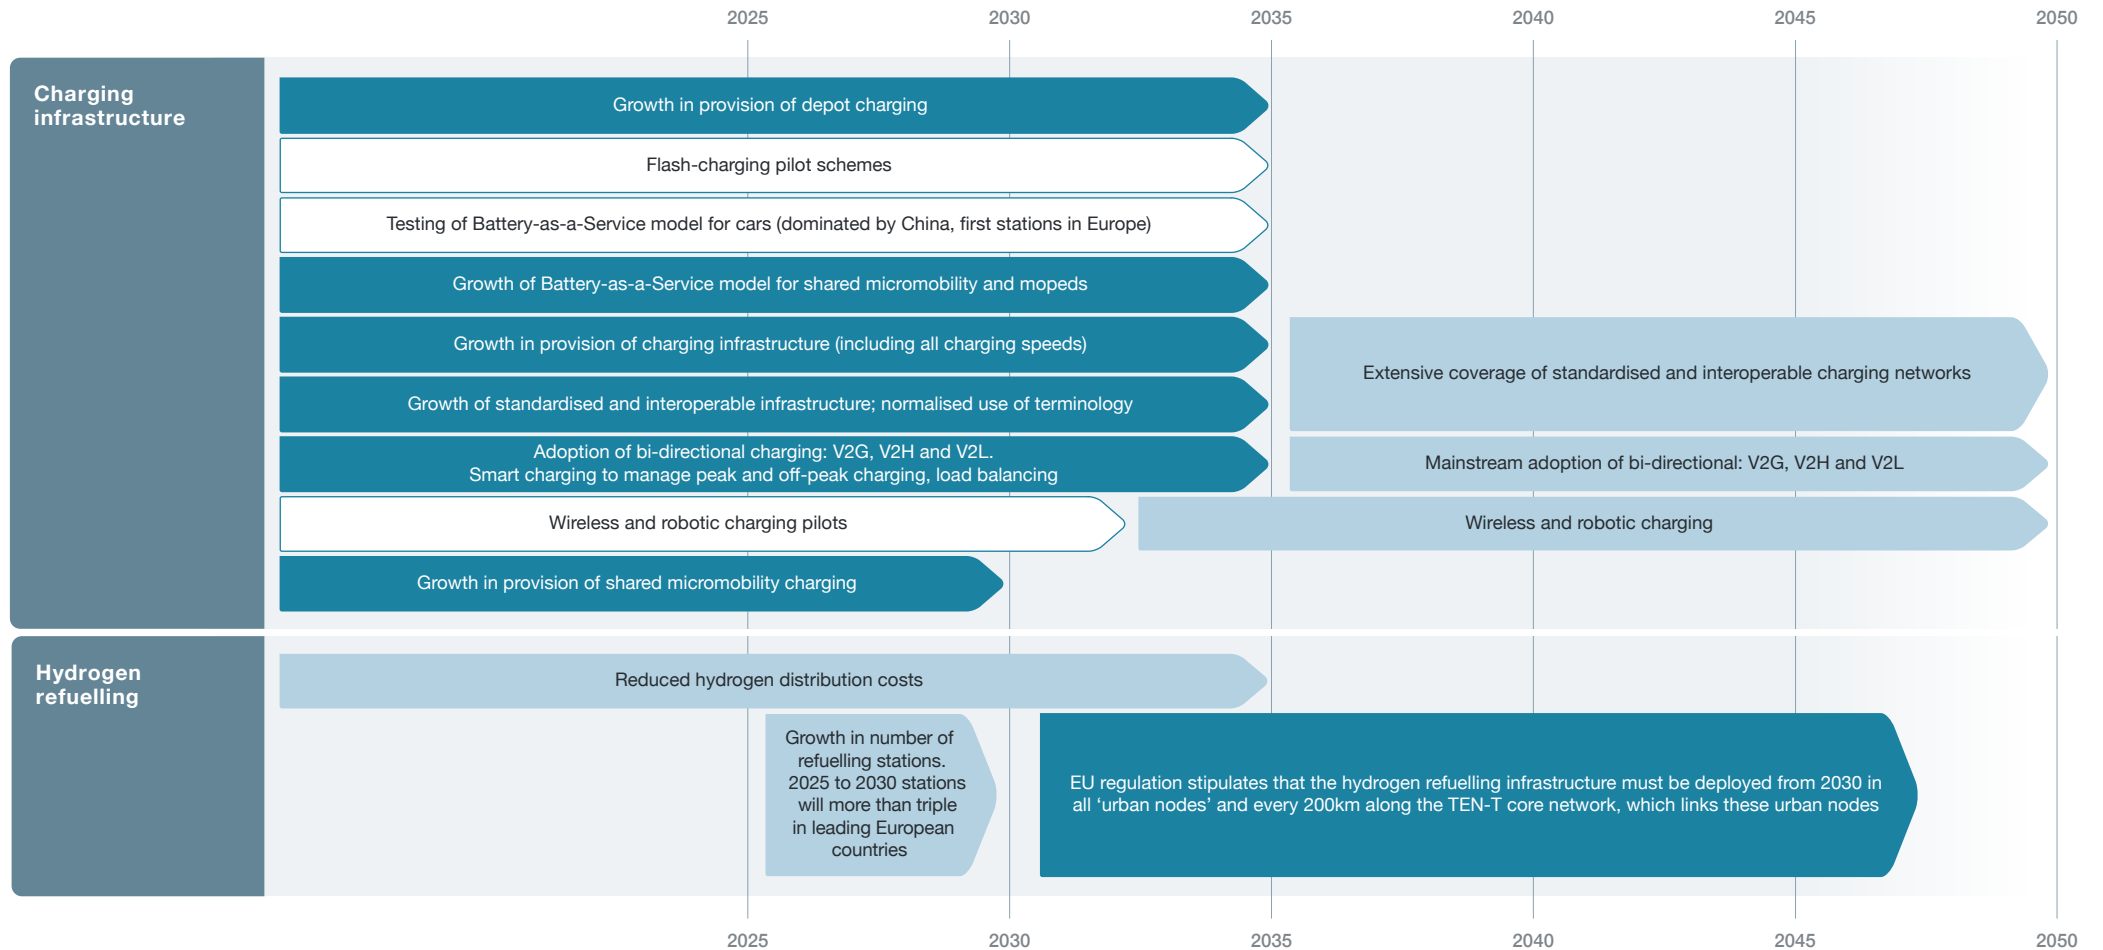 2025 2030 2035 2040 2045 2050
Charging
infrastructure
Growth in provision of depot charging
Flash-charging pilot schemes
Testing of Battery-as-a-Service model for cars (dominated by China, first stations in Europe)
Growth of Battery-as-a-Service model for shared micromobility and mopeds
Growth in provision of charging infrastructure (including all charging speeds)
Extensive coverage of standardised and interoperable charging networks
Growth of standardised and interoperable infrastructure; normalised use of terminology
Adoption of bi-directional charging: V2G, V2H and V2L.
Smart charging to manage peak and off-peak charging, load balancing
Mainstream adoption of bi-directional: V2G, V2H and V2L
Wireless and robotic charging pilots
Wireless and robotic charging
Growth in provision of shared micromobility charging
Hydrogen
refuelling
Reduced hydrogen distribution costs
Growth in number of
refuelling stations.
2025 to 2030 stations
will more than triple
in leading European
countries
EU regulation stipulates that the hydrogen refuelling infrastructure must be deployed from 2030 in
all ‘urban nodes’ and every 200km along the TEN-T core network, which links these urban nodes
2025 2030 2035 2040 2045 2050